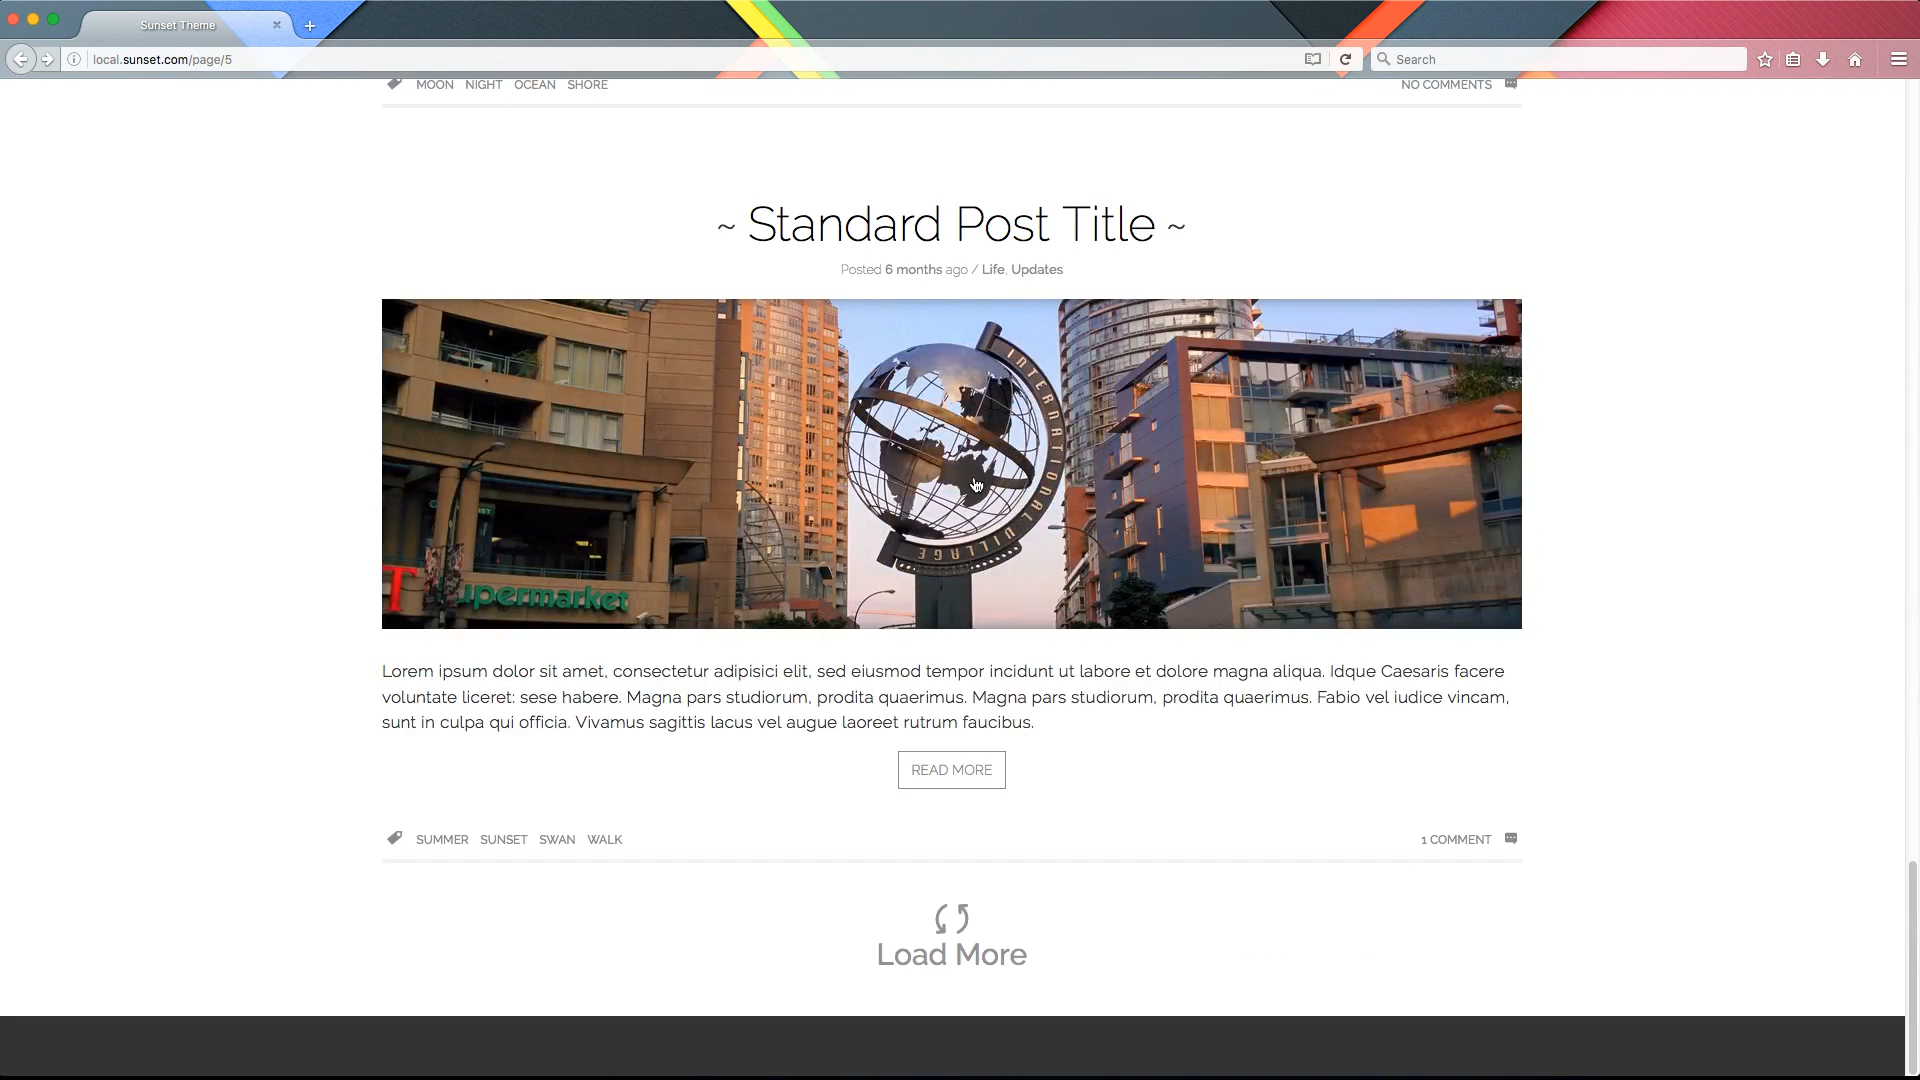 Sunset Theme
local.sunset.com/page/5
Search
MOON NIGHT OCEAN SHORE
NO COMMENTS
~ Standard Post Title ~
Posted 6 months ago / Life, Updates
INTERNATIONAL VILLAGE
T
upermarket
Lorem ipsum dolor sit amet, consectetur adipisici elit, sed eiusmod tempor incidunt ut labore et dolore magna aliqua. Idque Caesaris facere
voluntate liceret: sese habere. Magna pars studiorum, prodita quaerimus. Magna pars studiorum, prodita quaerimus. Fabio vel iudice vincam,
sunt in culpa qui officia. Vivamus sagittis lacus vel augue laoreet rutrum faucibus.
READ MORE
SUMMER SUNSET SWAN WALK
1 COMMENT
Load More